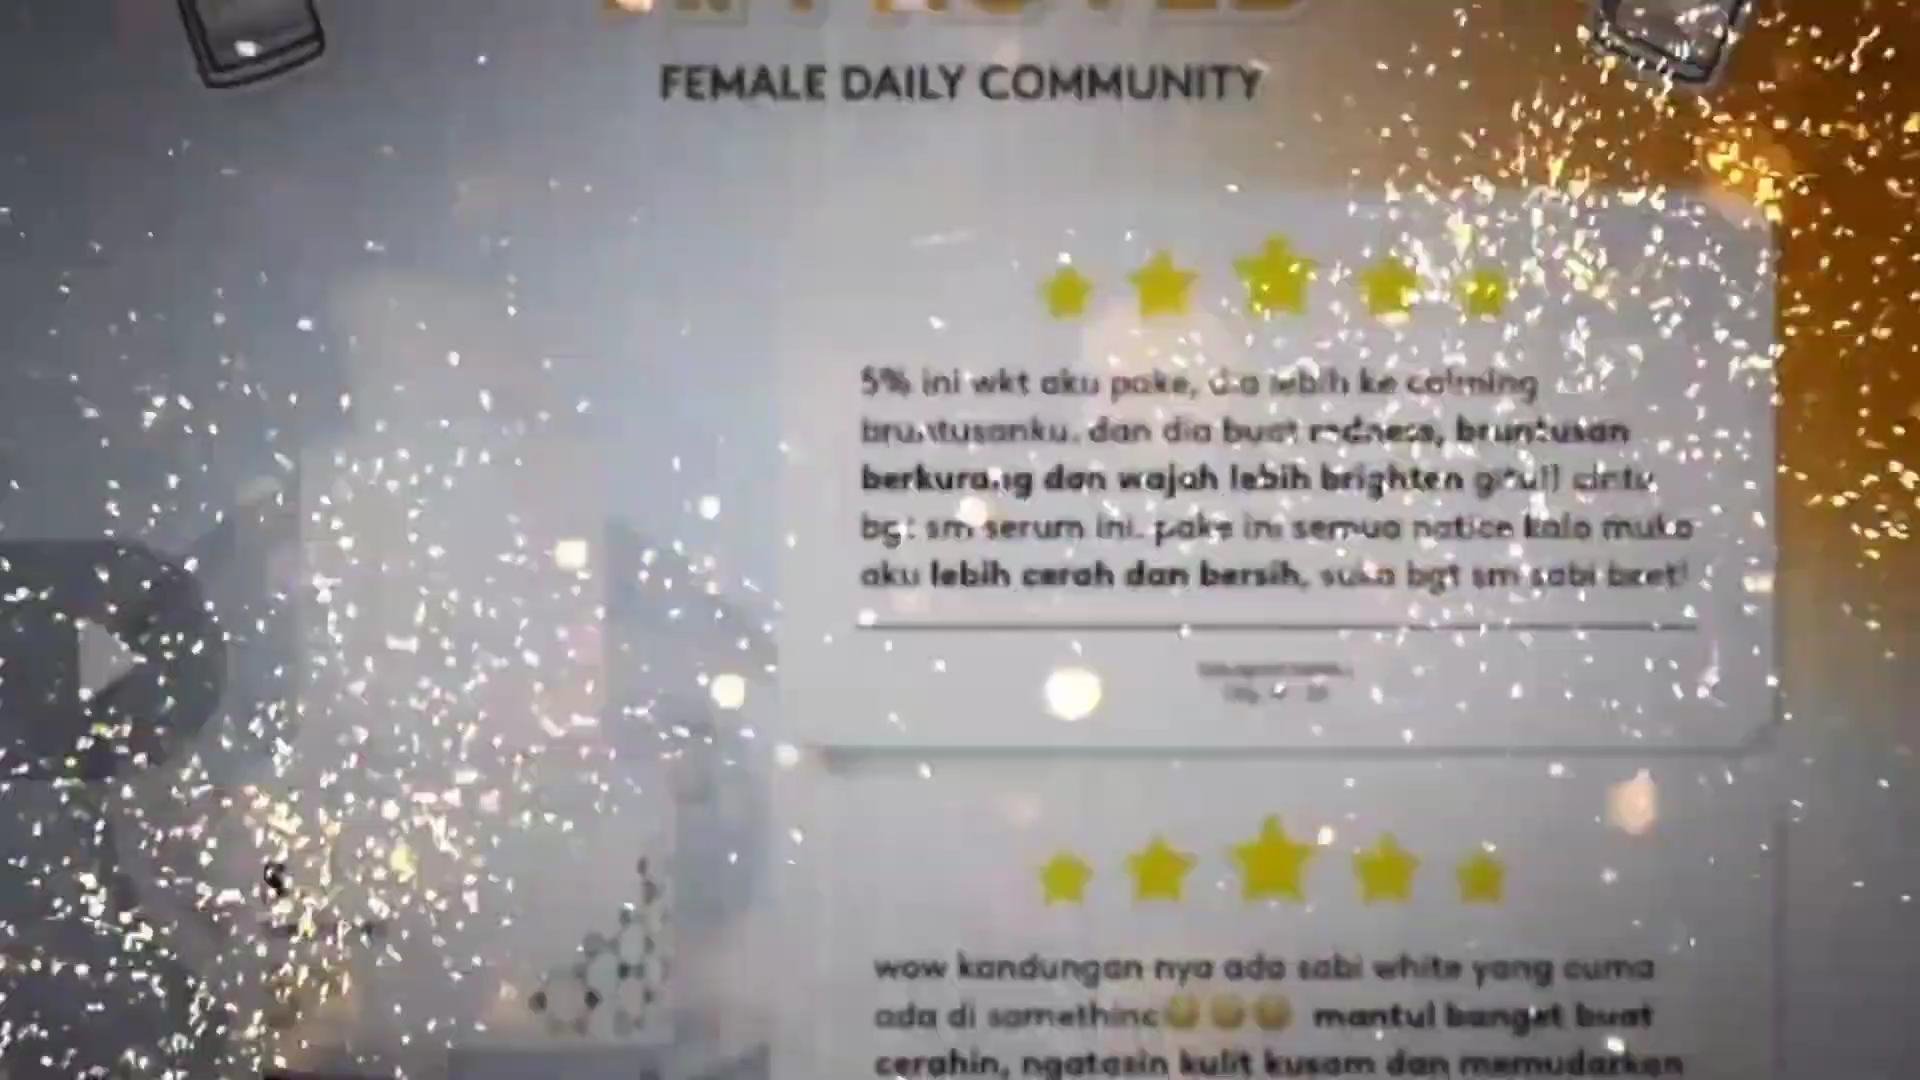 APPROVED
FEMALE DAILY COMMUNITY
5% ini wkt aku pake, dia lebih ke calming
bruntusanku. dan dia buat redness, bruntusan
berkurang dan wajah lebih brighten gitu!!
bgt sm serum ini. pake ini semua notice kalo muka
aku lebih cerah dan bersih, suka bgt sm sabi
wow kandungan nya ada sabi white yang cuma
ada di somethinc mantul banget buat
cerahin, ngatasin kulit kusam dan memudarkan